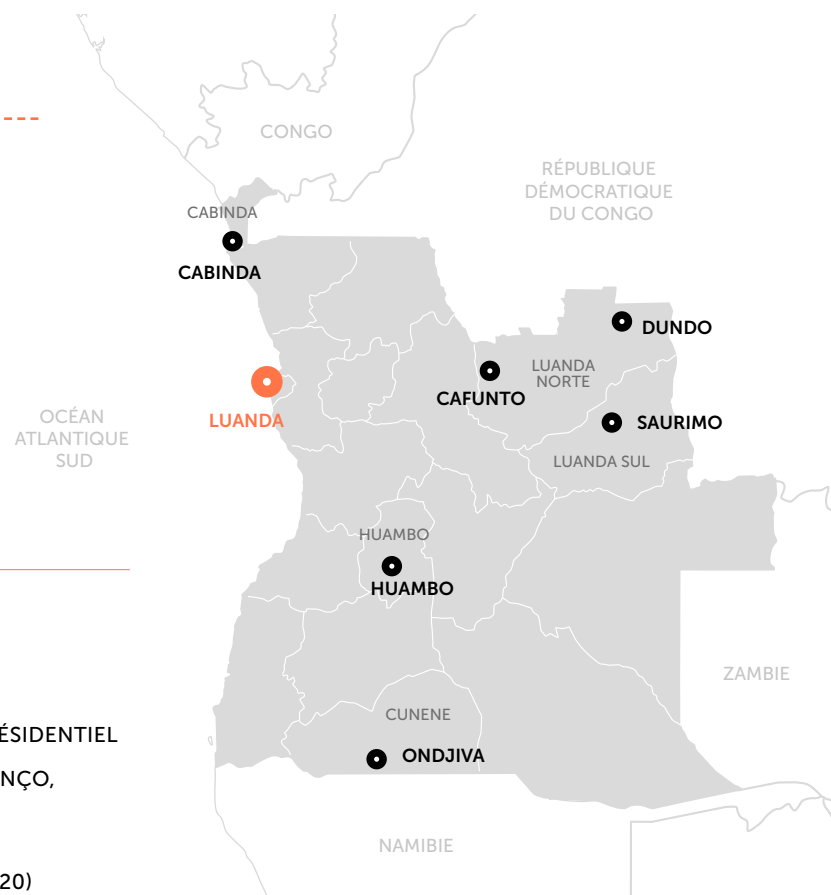 CONGO
RÉPUBLIQUE
DÉMOCRATIQUE
DU CONGO
CABINDA
CABINDA
DUNDO
LUANDA
NORTE
CAFUNTO
LUANDA
SAURIMO
OCÉAN
ATLANTIQUE
SUD
LUANDA SUL
HUAMBO
HUAMBO
ZAMBIE
CUNENE
ÉSIDENTIEL
ONDJIVA
NÇO,
NAMIBIE
20)